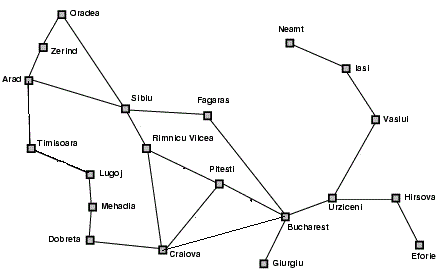 Oradea
Neamt
Zerind
Iasi
Arad
Sibiu
Fagaras
Vaslui
Timisoara
Rimnicu Vilcea
Lugoj
Pitesti
Hirsova
Mehadia
Urziceni
Bucharest
Dobreta
Craiova
Eforie
Giurgiu